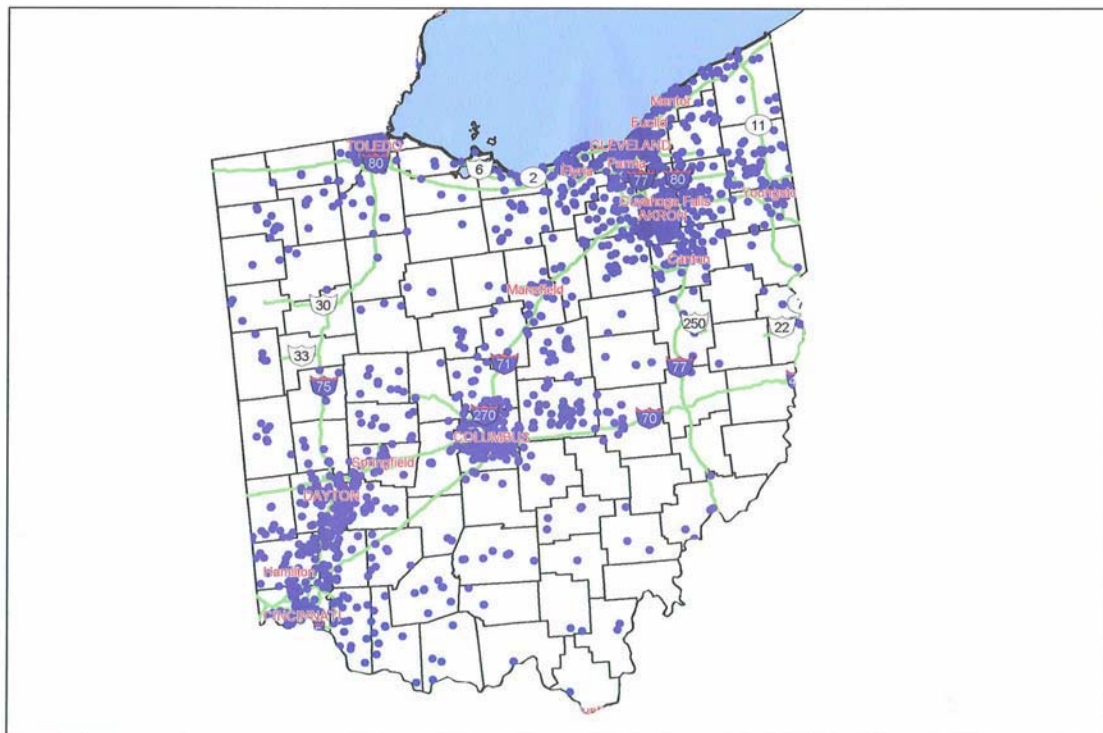 Mentor
Euclid
11
TOLEDO
CLEVELAND
80
6
2
Elyria
Parma
77
80
Youngsto
Cuyahoga Falls
AKRON
Canton
Mansfield
30
250
22
33
71
77
75
270
70
COLUMBUS
Springfield
DAYTON
Hamilton
CINCINNATI